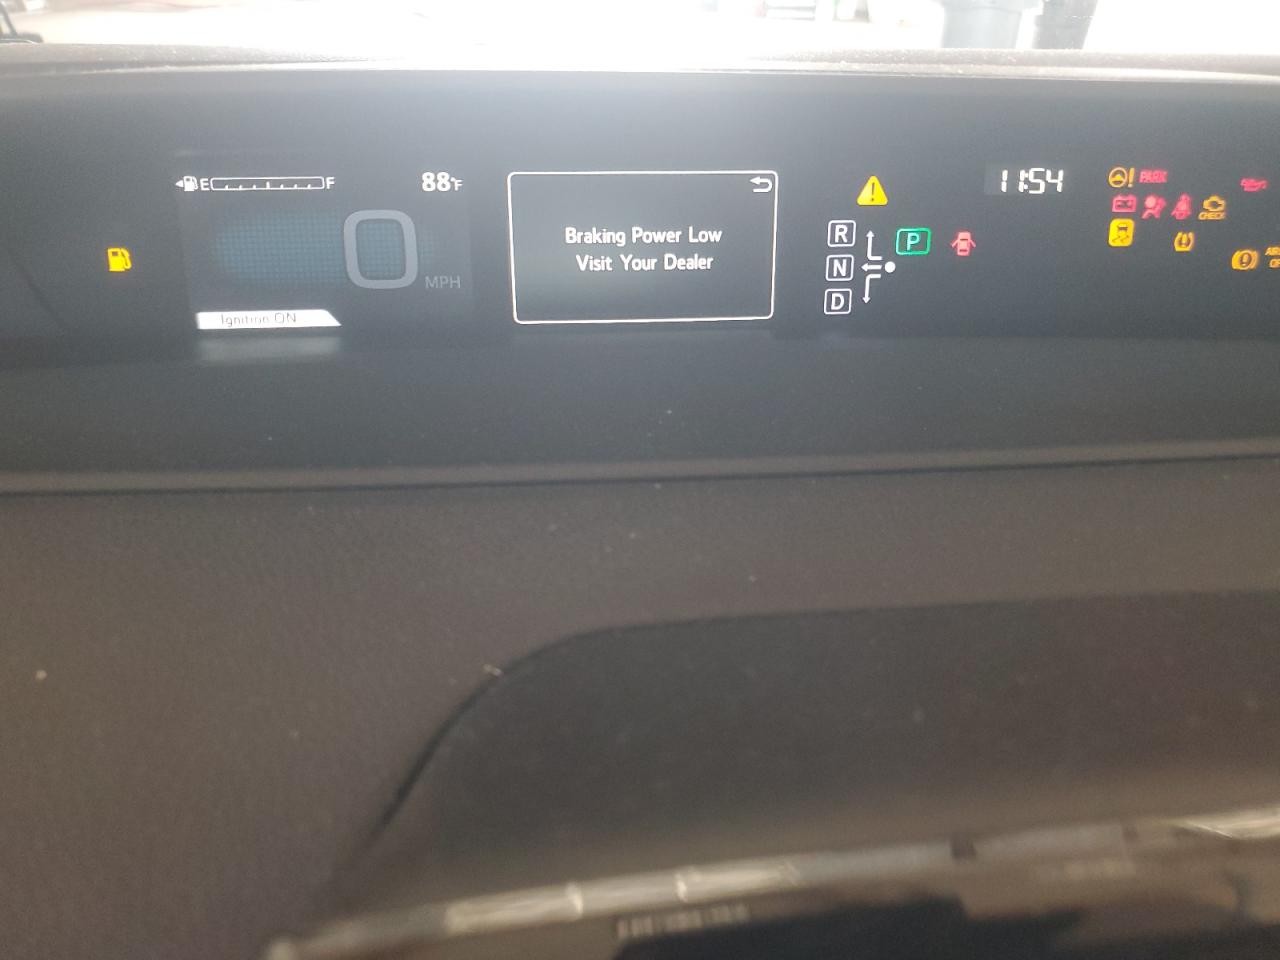 E F
88°F
0
MPH
Ignition ON
Braking Power Low
Visit Your Dealer
R
N
D
P
11:54
PARK
CHECK